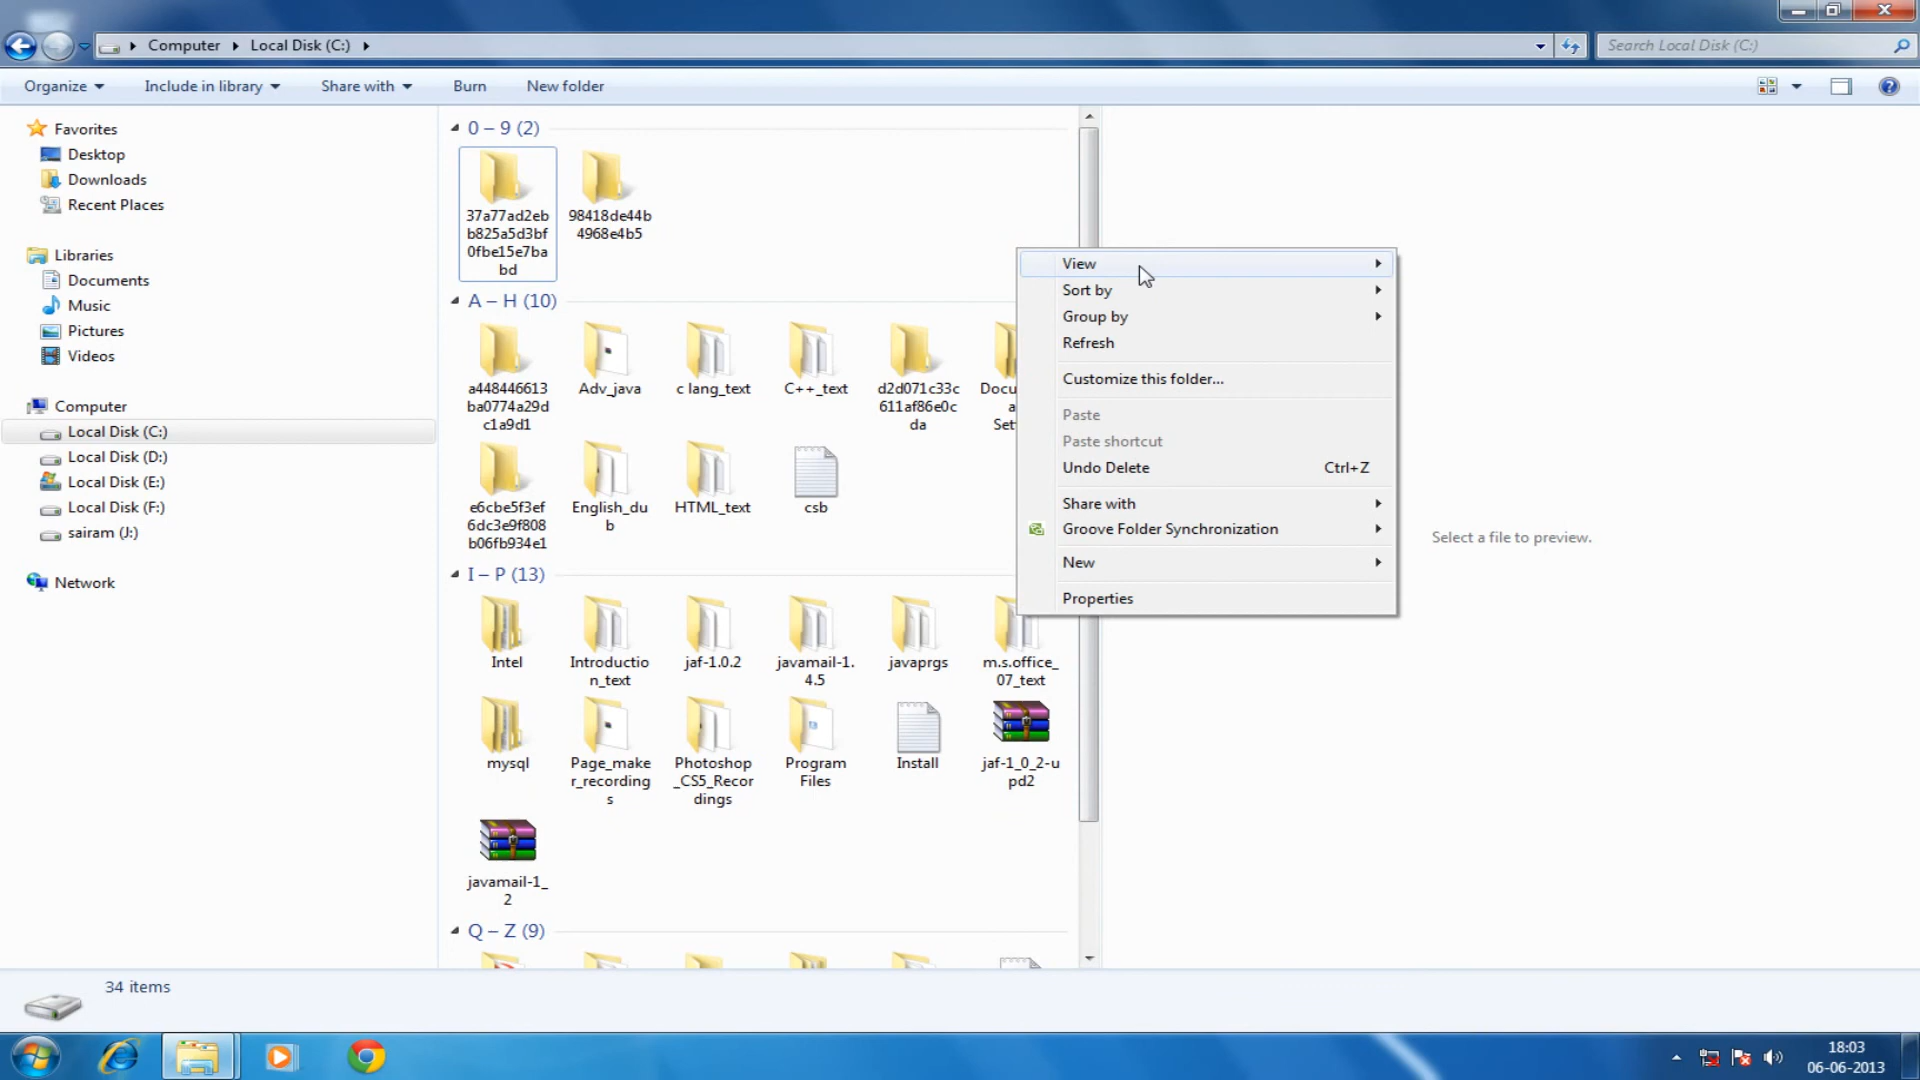 Computer
Local Disk (C:)
Search Local Disk (C:)
Organize
Include in library
Share with
Burn
New folder
Favorites
Desktop
Downloads
Recent Places
Libraries
Documents
Music
Pictures
Videos
Computer
Local Disk (C:)
Local Disk (D:)
Local Disk (E:)
Local Disk (F:)
sairam (J:)
Network
0 – 9 (2)
37a77ad2eb
b825a5d3bf
0fbe15e7ba
bd
98418de44b
4968e4b5
A – H (10)
a448446613
ba0774a29d
c1a9d1
Adv_java
c lang_text
C++_text
d2d071c33c
611af86e0c
da
Docu
a
Set
e6cbe5f3ef
6dc3e9f808
b06fb934e1
English_du
b
HTML_text
csb
I – P (13)
Intel
Introductio
n_text
jaf-1.0.2
javamail-1.
4.5
javaprgs
m.s.office_
07_text
mysql
Page_make
r_recording
s
Photoshop
_CS5_Recor
dings
Program
Files
Install
jaf-1_0_2-u
pd2
javamail-1_
2
Q – Z (9)
View
Sort by
Group by
Refresh
Customize this folder...
Paste
Paste shortcut
Undo Delete Ctrl+Z
Share with
Groove Folder Synchronization
New
Properties
Select a file to preview.
34 items
18:03
06-06-2013